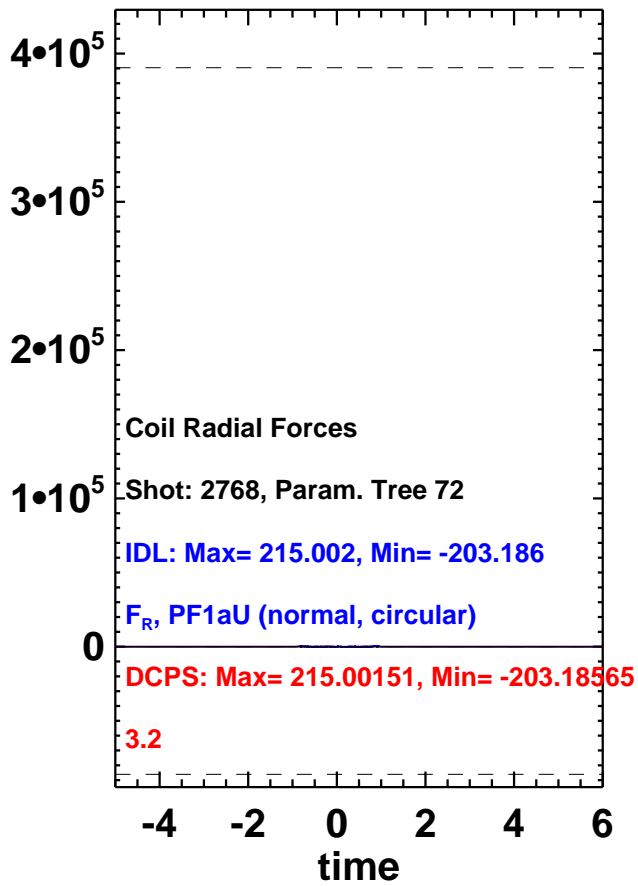 4•10⁵
3•10⁵
2•10⁵
Coil Radial Forces
1•10⁵
Shot: 2768, Param. Tree 72
IDL: Max= 215.002, Min= -203.186
F_R, PF1aU (normal, circular)
0
DCPS: Max= 215.00151, Min= -203.18565
3.2
-4 -2 0 2 4 6
time